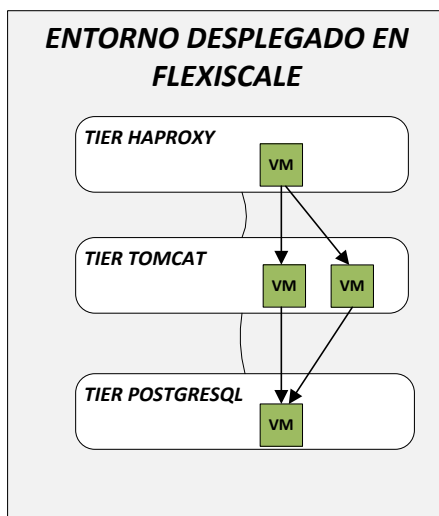 ENTORNO DESPLEGADO EN
FLEXISCALE
TIER HAPROXY
VM
TIER TOMCAT
VM
VM
TIER POSTGRESQL
VM